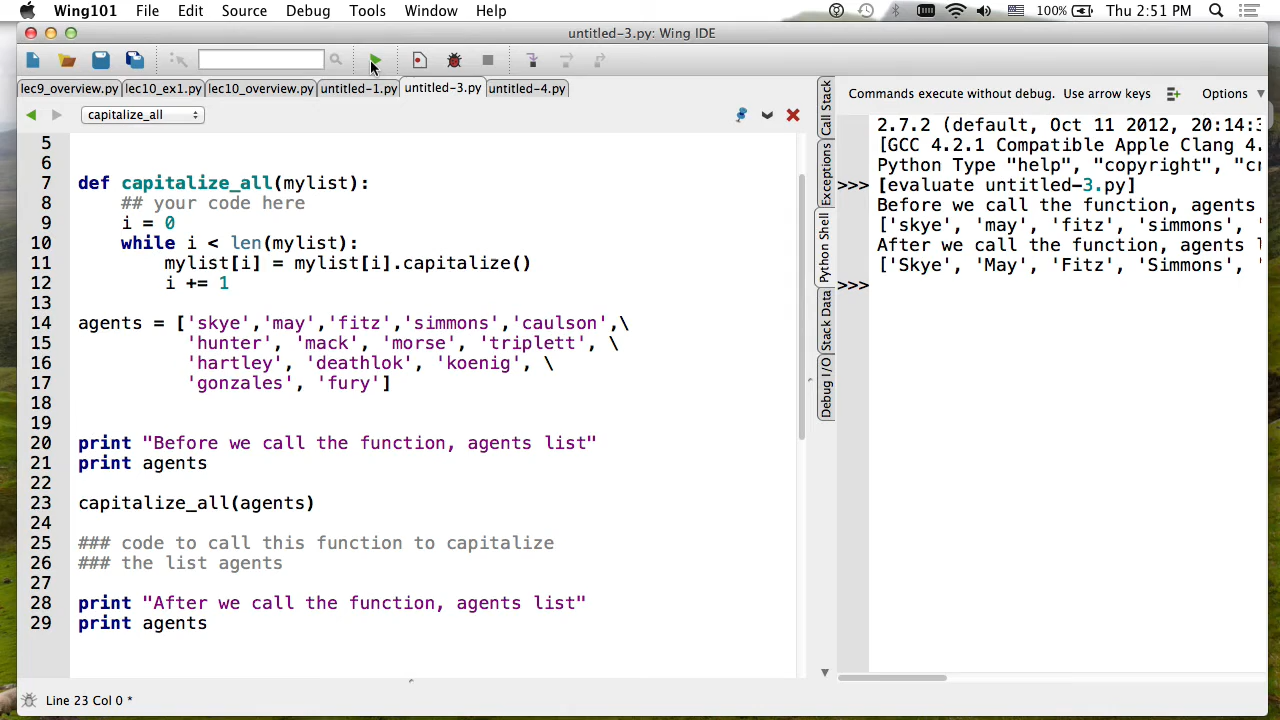 Wing101 File Edit Source Debug Tools Window Help 100% Thu 2:51 PM
untitled-3.py: Wing IDE
lec9_overview.py lec10_ex1.py lec10_overview.py untitled-1.py untitled-3.py untitled-4.py
capitalize_all
5
6
7 def capitalize_all(mylist):
8 ## your code here
9 i = 0
10 while i < len(mylist):
11 mylist[i] = mylist[i].capitalize()
12 i += 1
13
14 agents = ['skye','may','fitz','simmons','caulson',\
15 'hunter', 'mack', 'morse', 'triplett', \
16 'hartley', 'deathlok', 'koenig', \
17 'gonzales', 'fury']
18
19
20 print "Before we call the function, agents list"
21 print agents
22
23 capitalize_all(agents)
24
25 ### code to call this function to capitalize
26 ### the list agents
27
28 print "After we call the function, agents list"
29 print agents
Line 23 Col 0 *
Call Stack
Exceptions
Python Shell
Stack Data
Debug I/O
Commands execute without debug. Use arrow keys Options
2.7.2 (default, Oct 11 2012, 20:14:3
[GCC 4.2.1 Compatible Apple Clang 4.
Python Type "help", "copyright", "cr
>>> [evaluate untitled-3.py]
Before we call the function, agents
['skye', 'may', 'fitz', 'simmons', '
After we call the function, agents l
['Skye', 'May', 'Fitz', 'Simmons', '
>>>